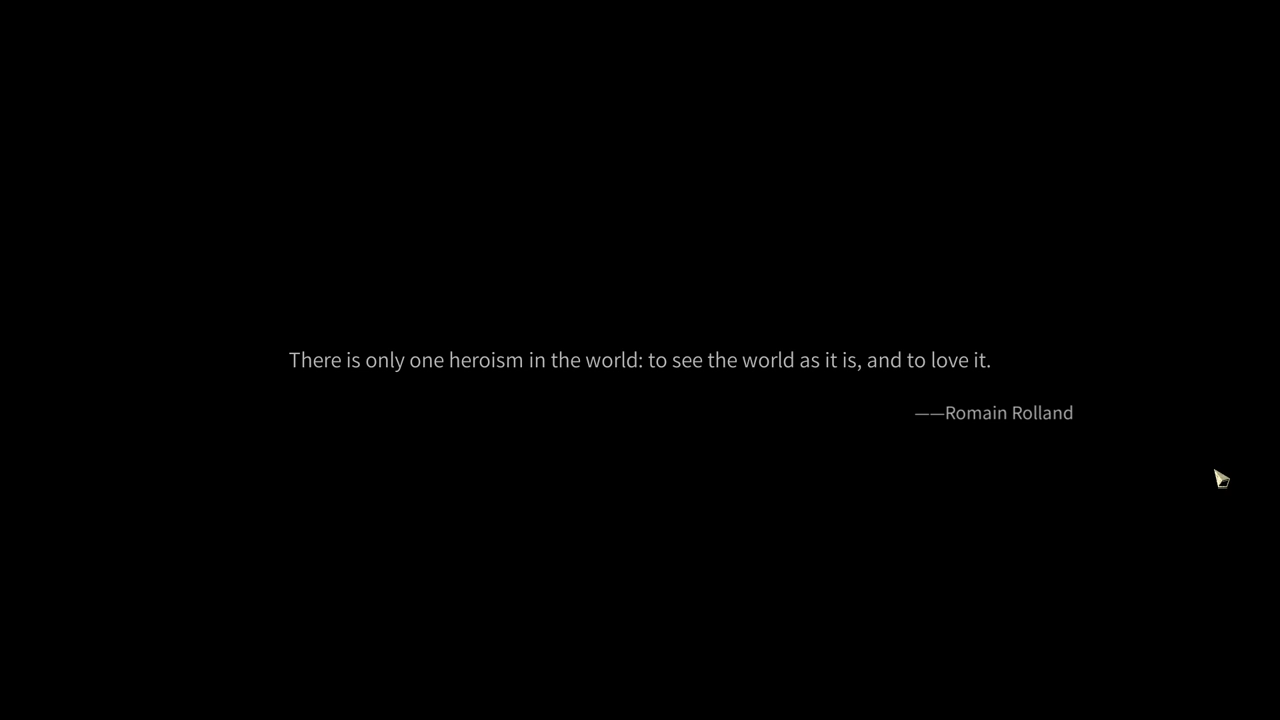 There is only one heroism in the world: to see the world as it is, and to love it.
——Romain Rolland